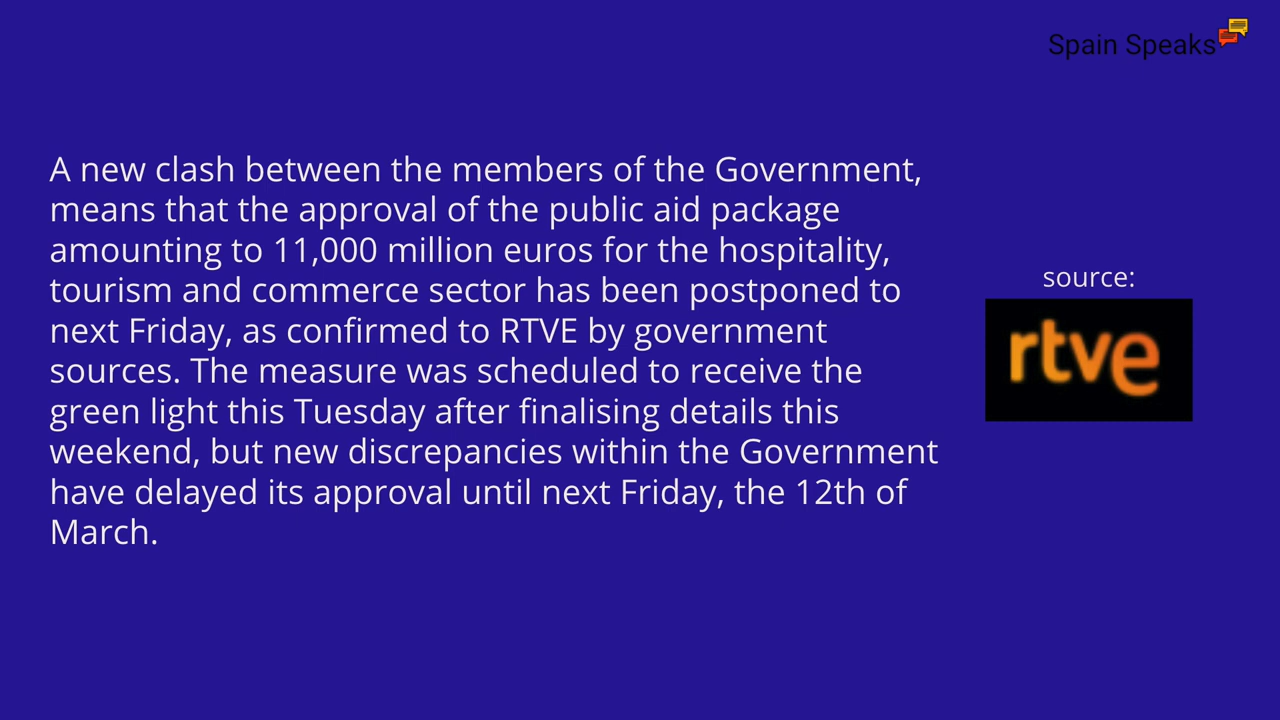 Spain Speaks
A new clash between the members of the Government,
means that the approval of the public aid package
amounting to 11,000 million euros for the hospitality,
tourism and commerce sector has been postponed to
next Friday, as confirmed to RTVE by government
sources. The measure was scheduled to receive the
green light this Tuesday after finalising details this
weekend, but new discrepancies within the Government
have delayed its approval until next Friday, the 12th of
March.
source:
rtve